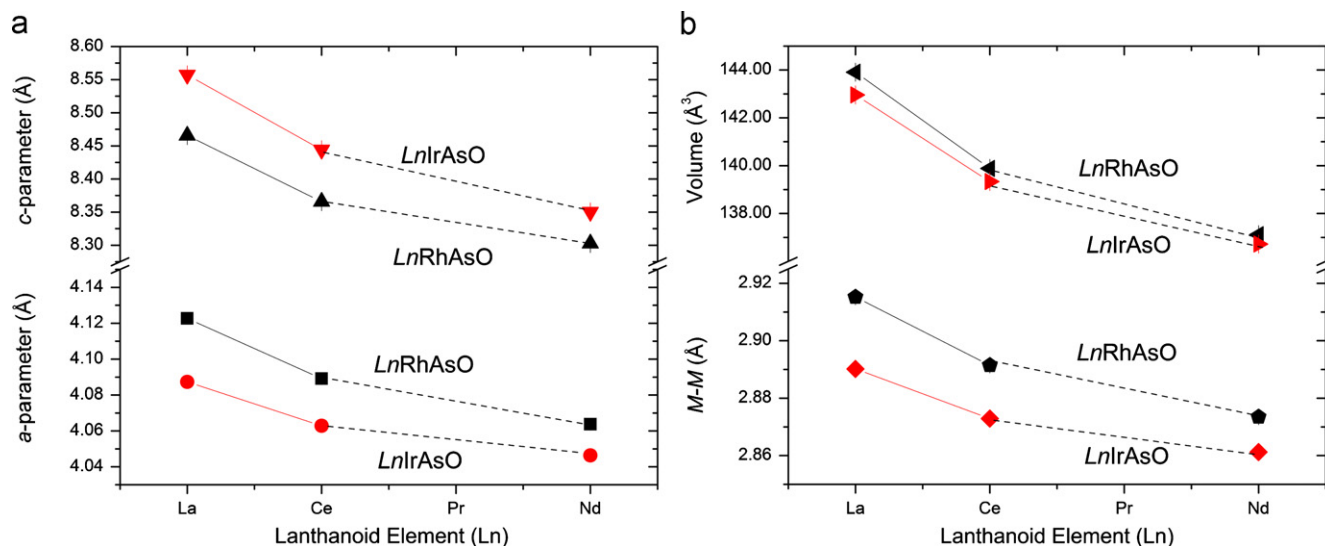 a
c-parameter (Å)
8.60
8.55
8.50
8.45
8.40
8.35
8.30
LnIrAsO
LnRhAsO
a-parameter (Å)
4.14
4.12
4.10
4.08
4.06
4.04
LnRhAsO
LnIrAsO
La
Ce
Pr
Nd
Lanthanoid Element (Ln)
b
Volume (Å³)
144.00
142.00
140.00
138.00
LnRhAsO
LnIrAsO
M-M (Å)
2.92
2.90
2.88
2.86
LnRhAsO
LnIrAsO
La
Ce
Pr
Nd
Lanthanoid Element (Ln)